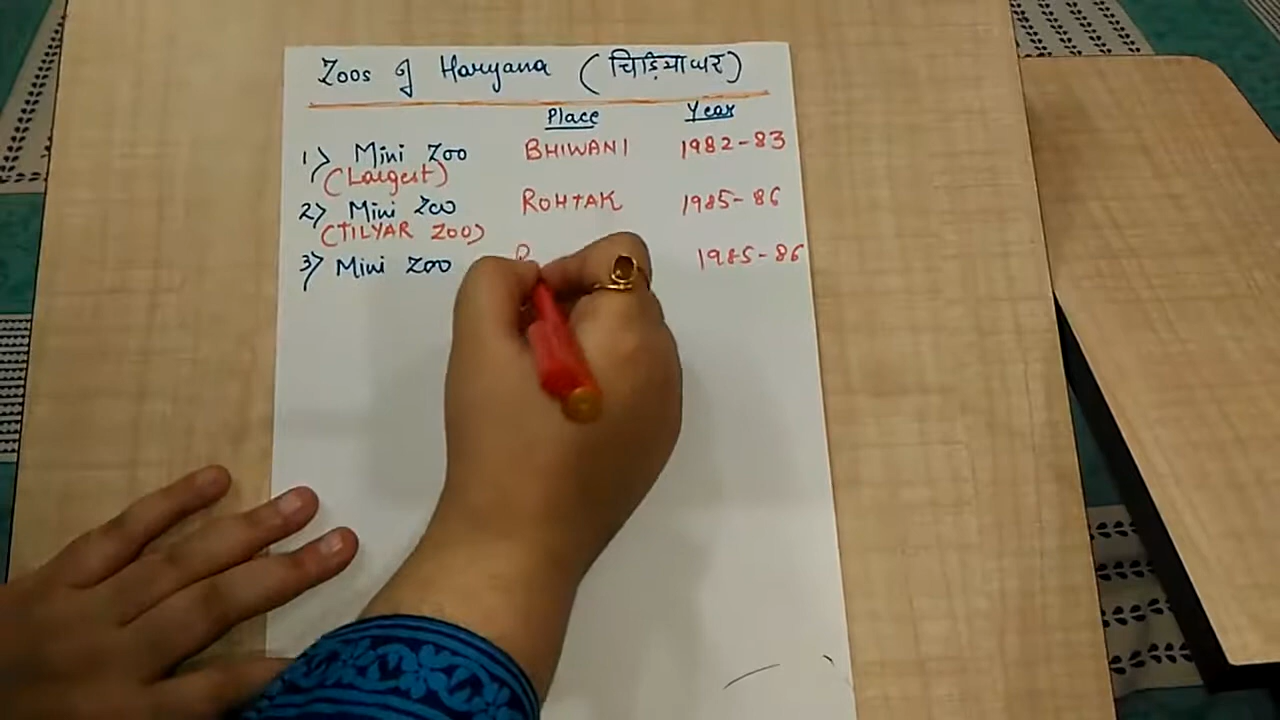 Zoos of Haryana (चिड़ियाघर)
Place Year
1) Mini Zoo BHIWANI 1982-83
(Largest)
2) Mini Zoo ROHTAK 1985-86
(TILYAR ZOO)
3) Mini Zoo 1985-86